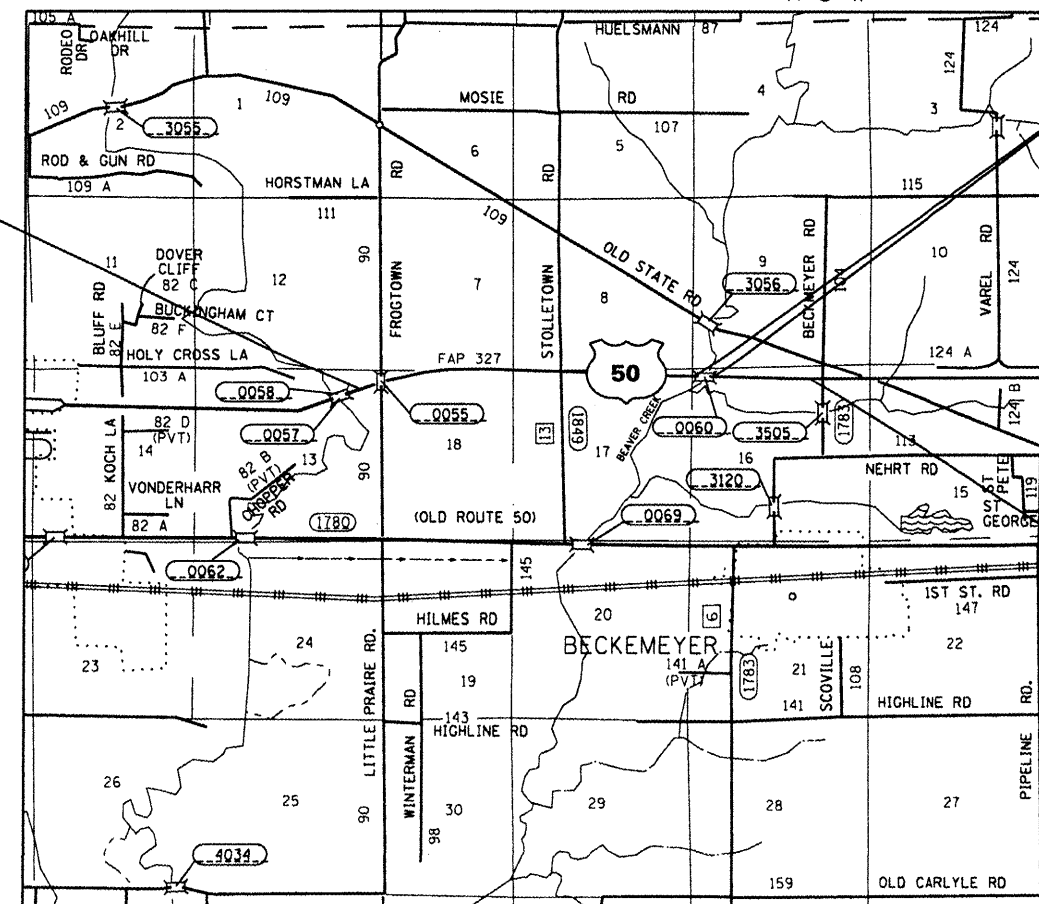 105 A
RODEO DR
OAKHILL
DR
HUELSMANN 87
124
124
109
2
3055
1
109
MOSIE RD
107
4
3
ROD & GUN RD
109 A
HORSTMAN LA
111
RD
6
5
RD
115
109
11
DOVER
CLIFF
82 C
12
90
FROGTOWN
7
STOLLETOWN
8
OLD STATE RD
9
3056
BECKMEYER RD
104
10
VAREL RD
124
BLUFF RD
82 E
BUCKINGHAM CT
82 F
HOLY CROSS LA
103 A
FAP 327
50
124 A
0058
0057
0055
0060
3505
1783
124 B
82 D
(PVT)
14
82 KOCH LA
82 B
(PVT)
13
CHOPPER
RD
90
18
13
1849
17
BEAVER CREEK
16
3120
113
NEHRT RD
15
ST PETE
ST
GEORGE
119
VONDERHARR
LN
82 A
1780
(OLD ROUTE 50)
0069
0062
145
HILMES RD
145
20
6
1ST ST. RD
147
BECKEMEYER
23
24
LITTLE PRAIRE RD.
19
141 A
(PVT)
1783
21
SCOVILLE
108
22
141
HIGHLINE RD
143
HIGHLINE RD
WINTERMAN RD
PIPELINE RD.
26
25
90
30
98
29
28
27
4034
159
OLD CARLYLE RD